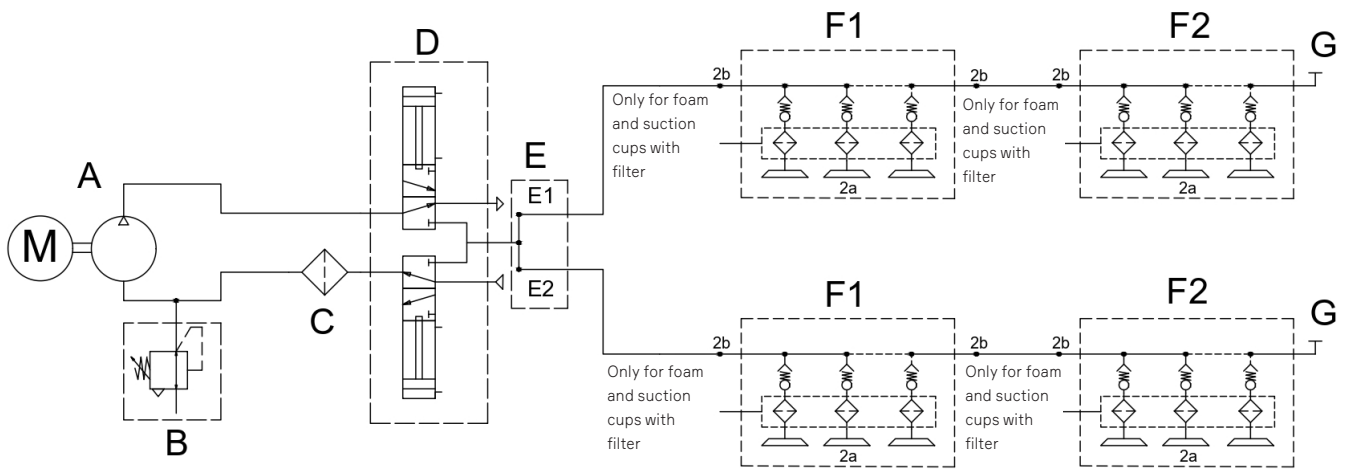 F1
F2
G
D
2b
2b
2b
Only for foam
and suction
cups with
filter
Only for foam
and suction
cups with
filter
E
E1
A
2a
2a
M
E2
F1
F2
G
C
2b
2b
2b
Only for foam
and suction
cups with
filter
Only for foam
and suction
cups with
filter
B
2a
2a